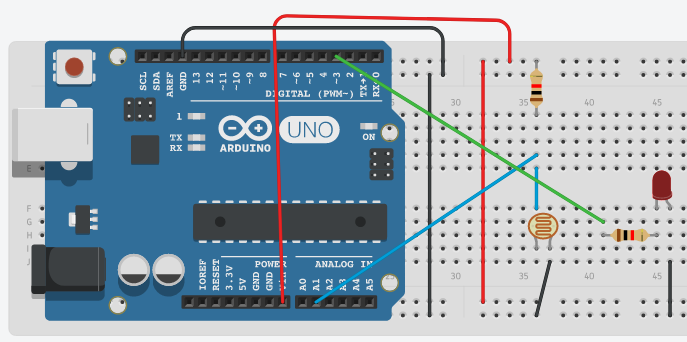 SCL
SDA
AREF
GND
13
12
~11
~10
~9
8
7
~6
~5
4
~3
2
TX→1
RX←0
DIGITAL (PWM~)
1
TX
RX
ARDUINO
UNO
ON
30 35 40 45
E
F
G
H
I
J
POWER
ANALOG IN
IOREF
RESET
3.3V
5V
GND
GND
A0
A1
A2
A3
A4
A5
30 35 40 45